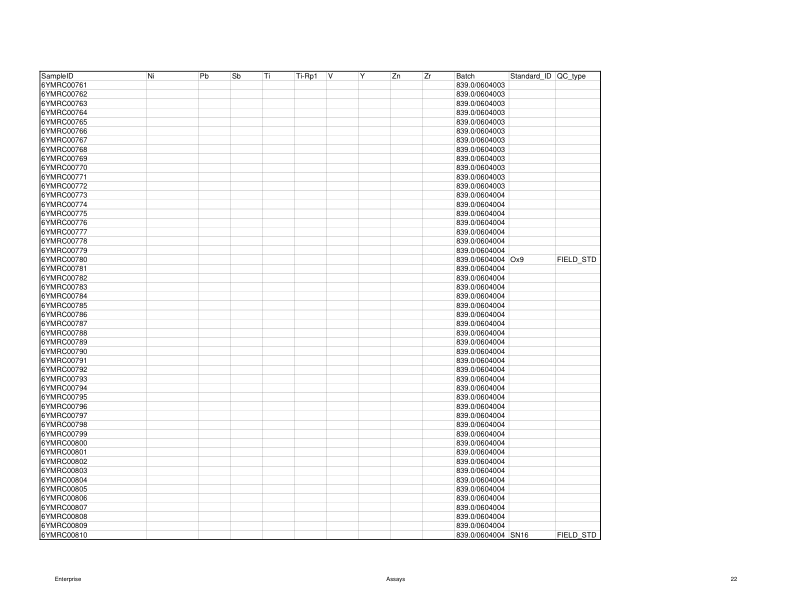 SampleID Ni Pb Sb Ti Ti-Rp1 V Y Zn Zr Batch Standard_ID QC_type
6YMRC00761 839.0/0604003
6YMRC00762 839.0/0604003
6YMRC00763 839.0/0604003
6YMRC00764 839.0/0604003
6YMRC00765 839.0/0604003
6YMRC00766 839.0/0604003
6YMRC00767 839.0/0604003
6YMRC00768 839.0/0604003
6YMRC00769 839.0/0604003
6YMRC00770 839.0/0604003
6YMRC00771 839.0/0604003
6YMRC00772 839.0/0604003
6YMRC00773 839.0/0604004
6YMRC00774 839.0/0604004
6YMRC00775 839.0/0604004
6YMRC00776 839.0/0604004
6YMRC00777 839.0/0604004
6YMRC00778 839.0/0604004
6YMRC00779 839.0/0604004
6YMRC00780 839.0/0604004 Ox9 FIELD_STD
6YMRC00781 839.0/0604004
6YMRC00782 839.0/0604004
6YMRC00783 839.0/0604004
6YMRC00784 839.0/0604004
6YMRC00785 839.0/0604004
6YMRC00786 839.0/0604004
6YMRC00787 839.0/0604004
6YMRC00788 839.0/0604004
6YMRC00789 839.0/0604004
6YMRC00790 839.0/0604004
6YMRC00791 839.0/0604004
6YMRC00792 839.0/0604004
6YMRC00793 839.0/0604004
6YMRC00794 839.0/0604004
6YMRC00795 839.0/0604004
6YMRC00796 839.0/0604004
6YMRC00797 839.0/0604004
6YMRC00798 839.0/0604004
6YMRC00799 839.0/0604004
6YMRC00800 839.0/0604004
6YMRC00801 839.0/0604004
6YMRC00802 839.0/0604004
6YMRC00803 839.0/0604004
6YMRC00804 839.0/0604004
6YMRC00805 839.0/0604004
6YMRC00806 839.0/0604004
6YMRC00807 839.0/0604004
6YMRC00808 839.0/0604004
6YMRC00809 839.0/0604004
6YMRC00810 839.0/0604004 SN16 FIELD_STD
Enterprise Assays 22